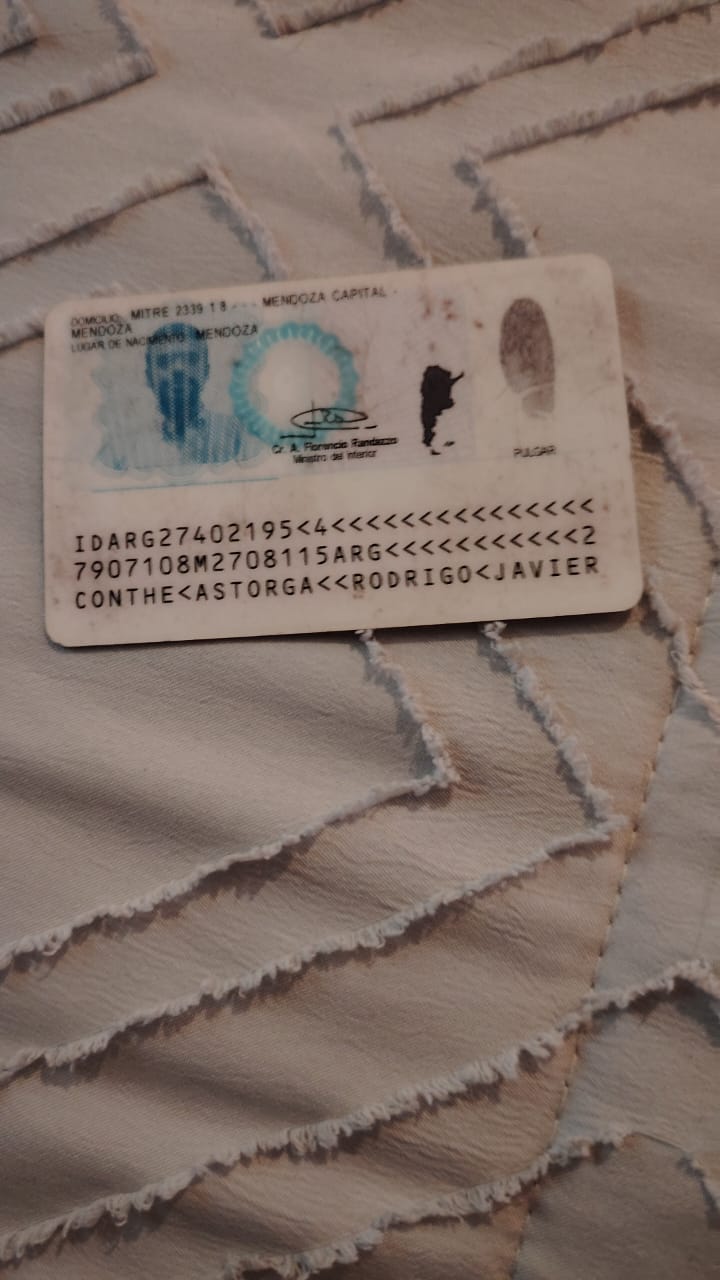 DOMICILIO: MITRE 2339 1 8 - - - MENDOZA CAPITAL -
MENDOZA
LUGAR DE NACIMIENTO: MENDOZA
Cr. A. Florencio Randazzo
Ministro del Interior
PULGAR
IDARG27402195<4<<<<<<<<<<<<<<<
7907108M2708115ARG<<<<<<<<<<<2
CONTHE<ASTORGA<<RODRIGO<JAVIER